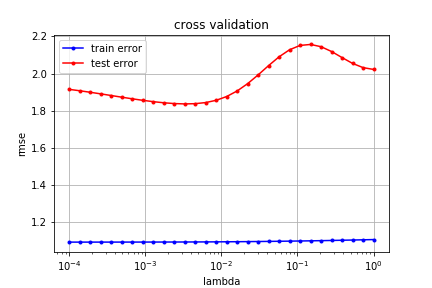 cross validation
train error
test error
rmse
2.2
2.0
1.8
1.6
1.4
1.2
10⁻⁴ 10⁻³ 10⁻² 10⁻¹ 10⁰
lambda